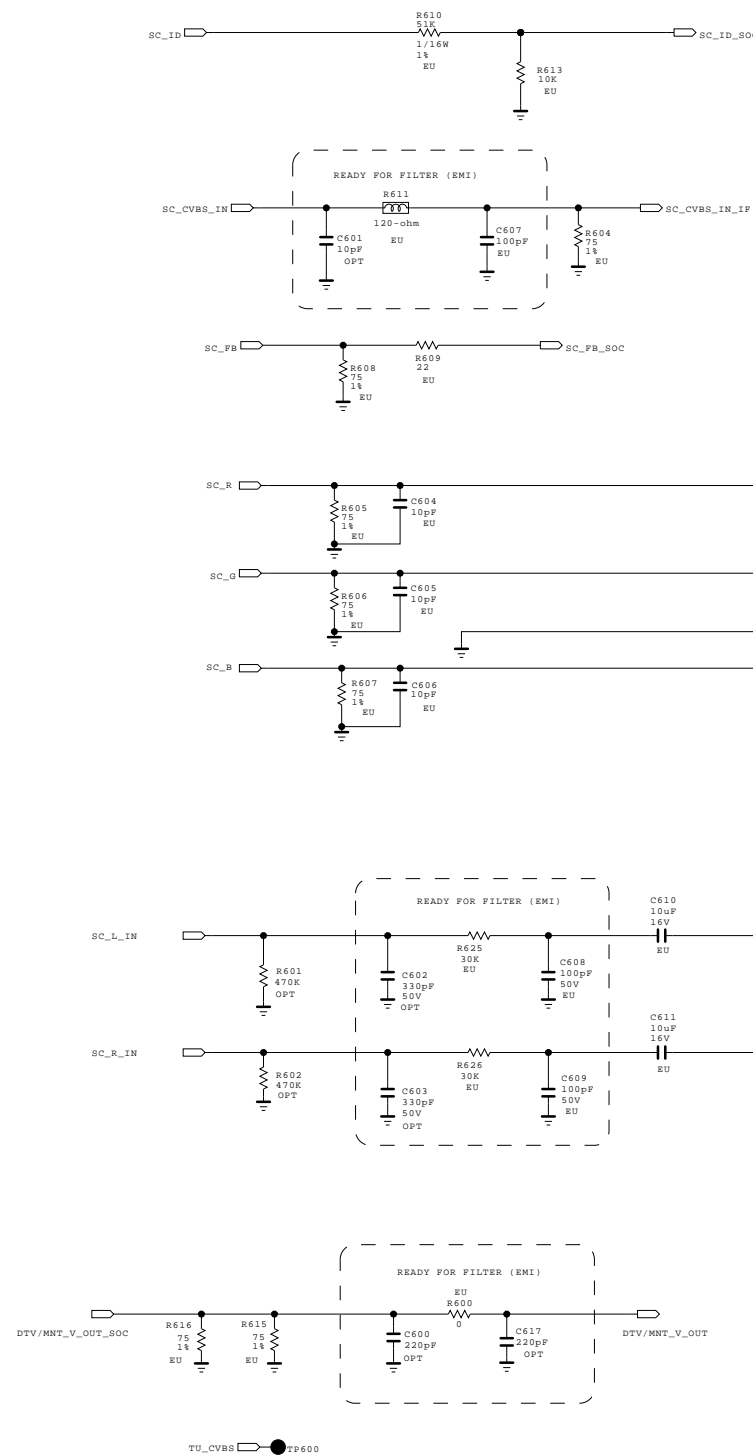 R610
51K
SC_ID
SC_ID_SOC
1/16W
1%
EU
R613
10K
EU
READY FOR FILTER (EMI)
R611
SC_CVBS_IN
SC_CVBS_IN_IF
120-ohm
EU
C601
10pF
OPT
C607
100pF
EU
R604
75
1%
EU
SC_FB
SC_FB_SOC
R609
22
EU
R608
75
1%
EU
SC_R
R605
75
1%
EU
C604
10pF
EU
SC_G
R606
75
1%
EU
C605
10pF
EU
SC_B
R607
75
1%
EU
C606
10pF
EU
READY FOR FILTER (EMI)
C610
10uF
16V
EU
SC_L_IN
R625
30K
EU
R601
470K
OPT
C602
330pF
50V
OPT
C608
100pF
50V
EU
C611
10uF
16V
EU
SC_R_IN
R626
30K
EU
R602
470K
OPT
C603
330pF
50V
OPT
C609
100pF
50V
EU
READY FOR FILTER (EMI)
EU
R600
0
DTV/MNT_V_OUT_SOC
R616
75
1%
EU
R615
75
1%
EU
C600
220pF
OPT
C617
220pF
OPT
DTV/MNT_V_OUT
TU_CVBS
TP600